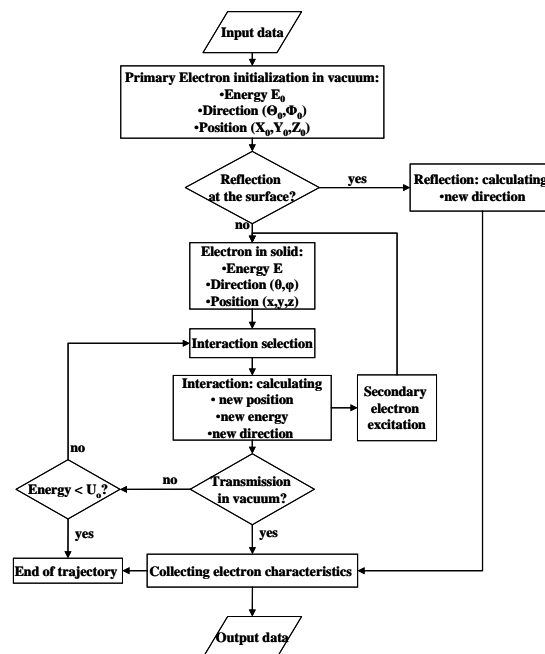 Input data
Primary Electron initialization in vacuum:
•Energy E₀
•Direction (Θ₀,Φ₀)
•Position (X₀,Y₀,Z₀)
Reflection
at the surface?
yes
Reflection: calculating
•new direction
no
Electron in solid:
•Energy E
•Direction (θ,φ)
•Position (x,y,z)
Interaction selection
Interaction: calculating
• new position
•new energy
•new direction
Secondary
electron
excitation
no
Energy < U₀?
no
Transmission
in vacuum?
yes
yes
End of trajectory
Collecting electron characteristics
Output data